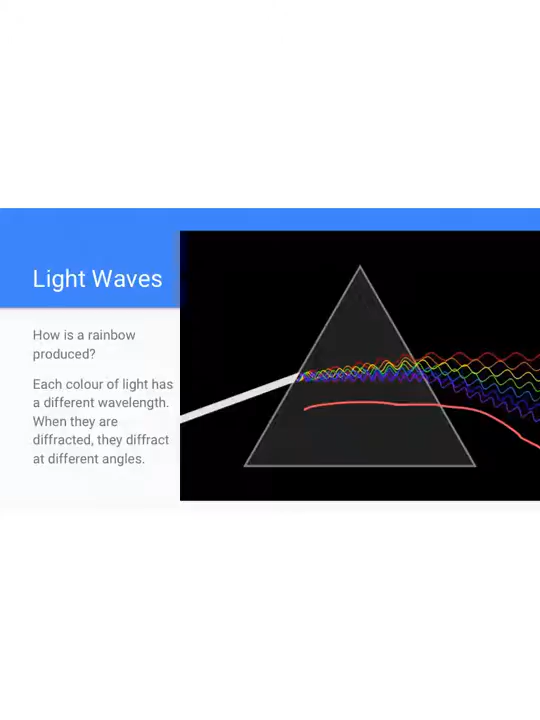 Light Waves
How is a rainbow
produced?
Each colour of light has
a different wavelength.
When they are
diffracted, they diffract
at different angles.